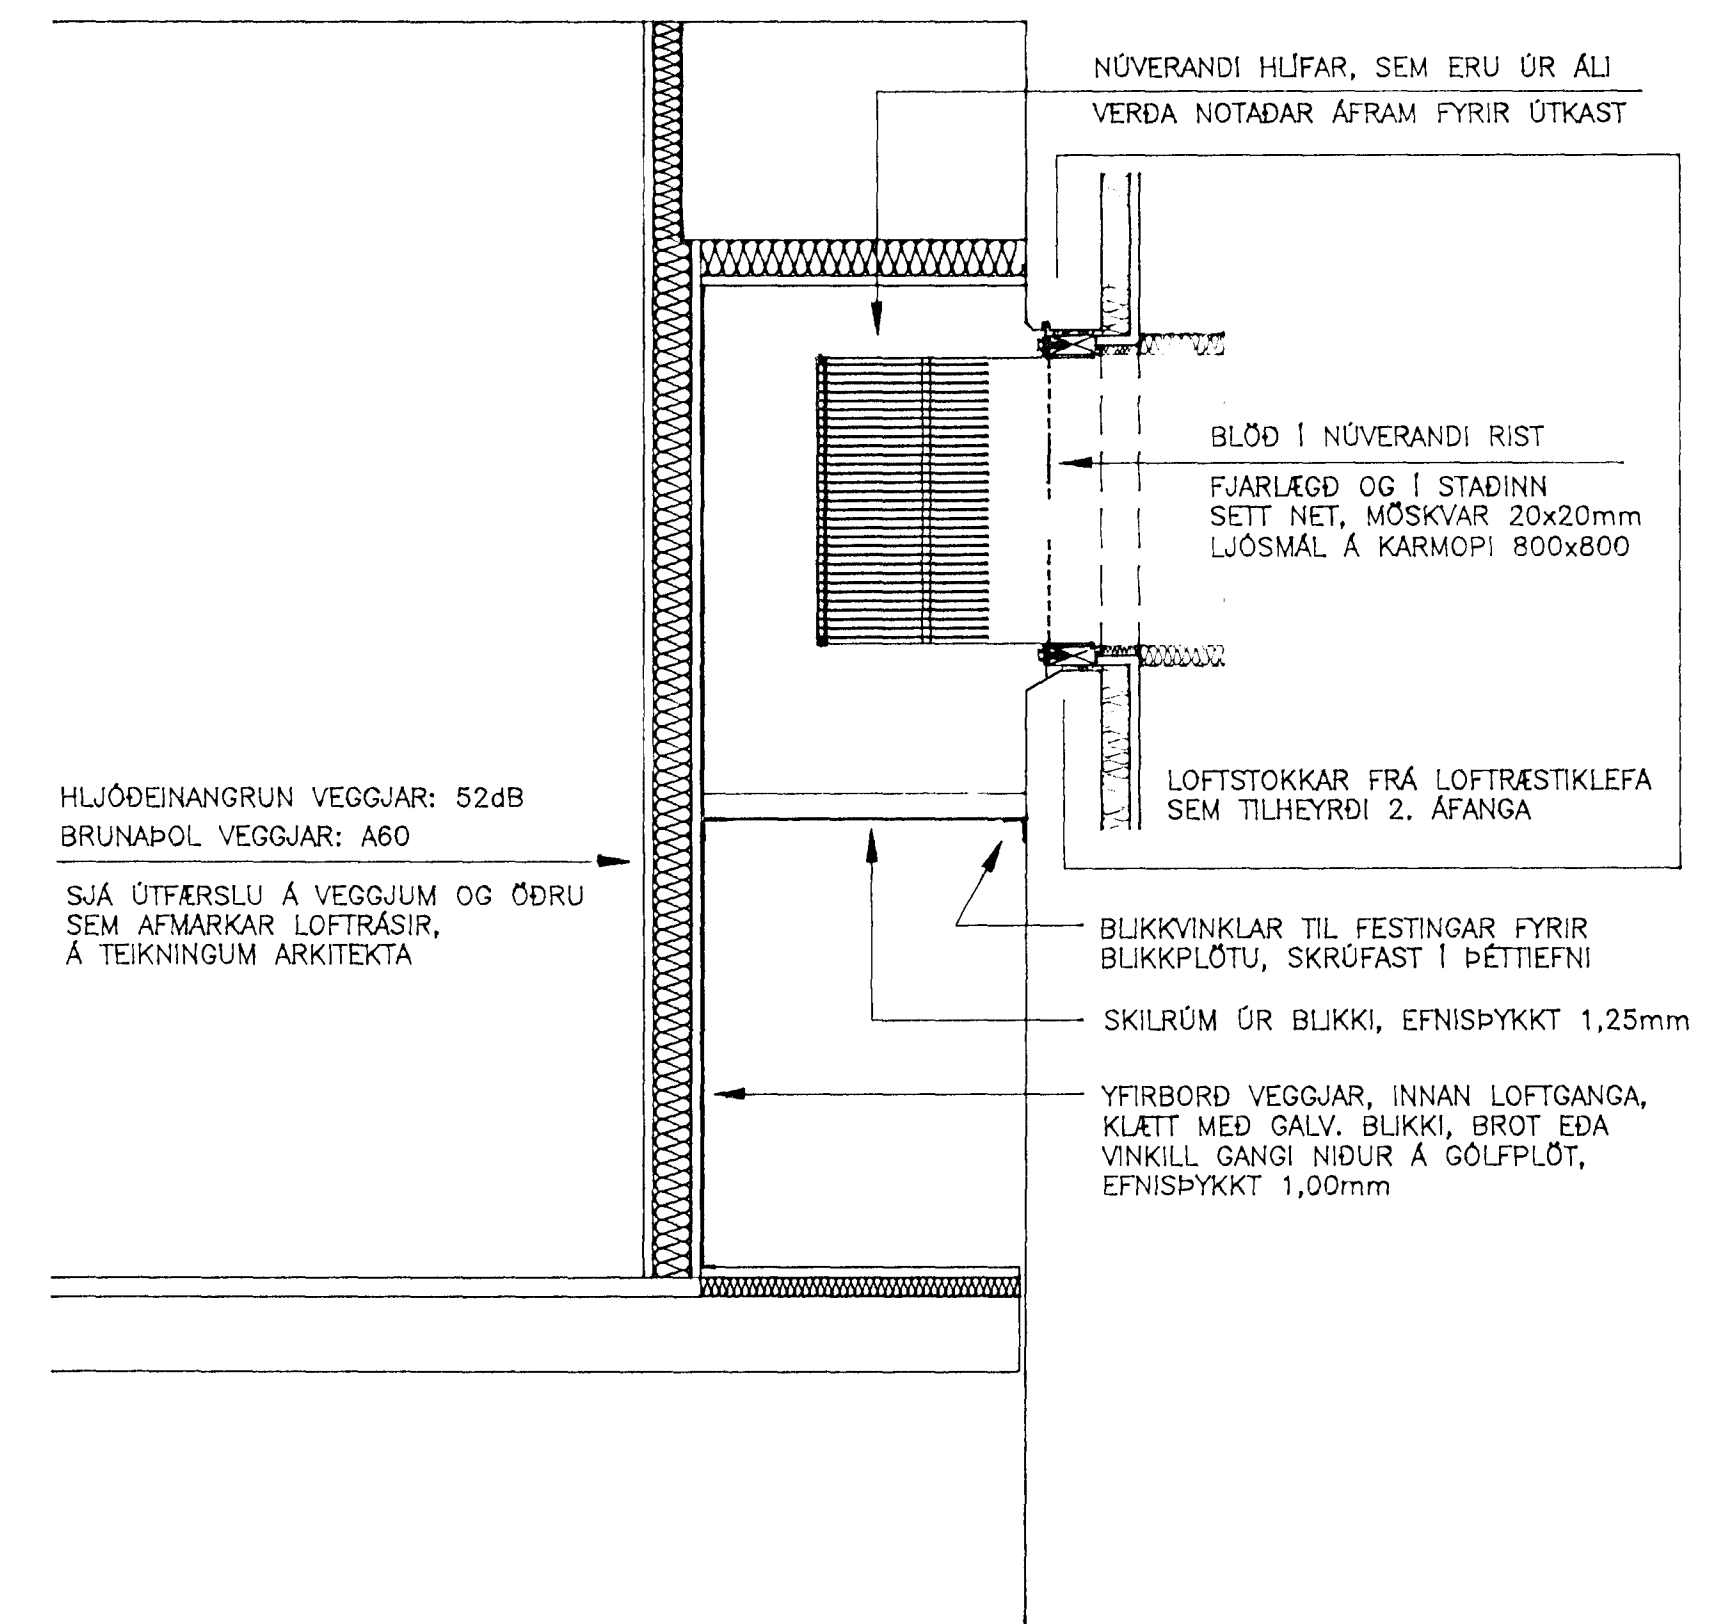 NÚVERANDI HLÍFAR, SEM ERU ÚR ÁLI
VERÐA NOTAÐAR ÁFRAM FYRIR ÚTKAST
BLÖÐ Í NÚVERANDI RIST
FJARLÆGÐ OG Í STAÐINN
SETT NET, MÖSKVAR 20x20mm
LJÓSMÁL Á KARMOPI 800x800
LOFTSTOKKAR FRÁ LOFTRÆSTIKLEFA
SEM TILHEYRÐI 2. ÁFANGA
HLJÓÐEINANGRUN VEGGJAR: 52dB
BRUNAÞOL VEGGJAR: A60
SJÁ ÚTFÆRSLU Á VEGGJUM OG ÖÐRU
SEM AFMARKAR LOFTRÁSIR,
Á TEIKNINGUM ARKITEKTA
BLIKKVINKLAR TIL FESTINGAR FYRIR
BLIKKPLÖTU, SKRÚFAST Í ÞÉTTIEFNI
SKILRÚM ÚR BLIKKI, EFNISÞYKKT 1,25mm
YFIRBORÐ VEGGJAR, INNAN LOFTGANGA,
KLÆTT MEÐ GALV. BLIKKI, BROT EÐA
VINKILL GANGI NIÐUR Á GÓLFPLÖT,
EFNISÞYKKT 1,00mm